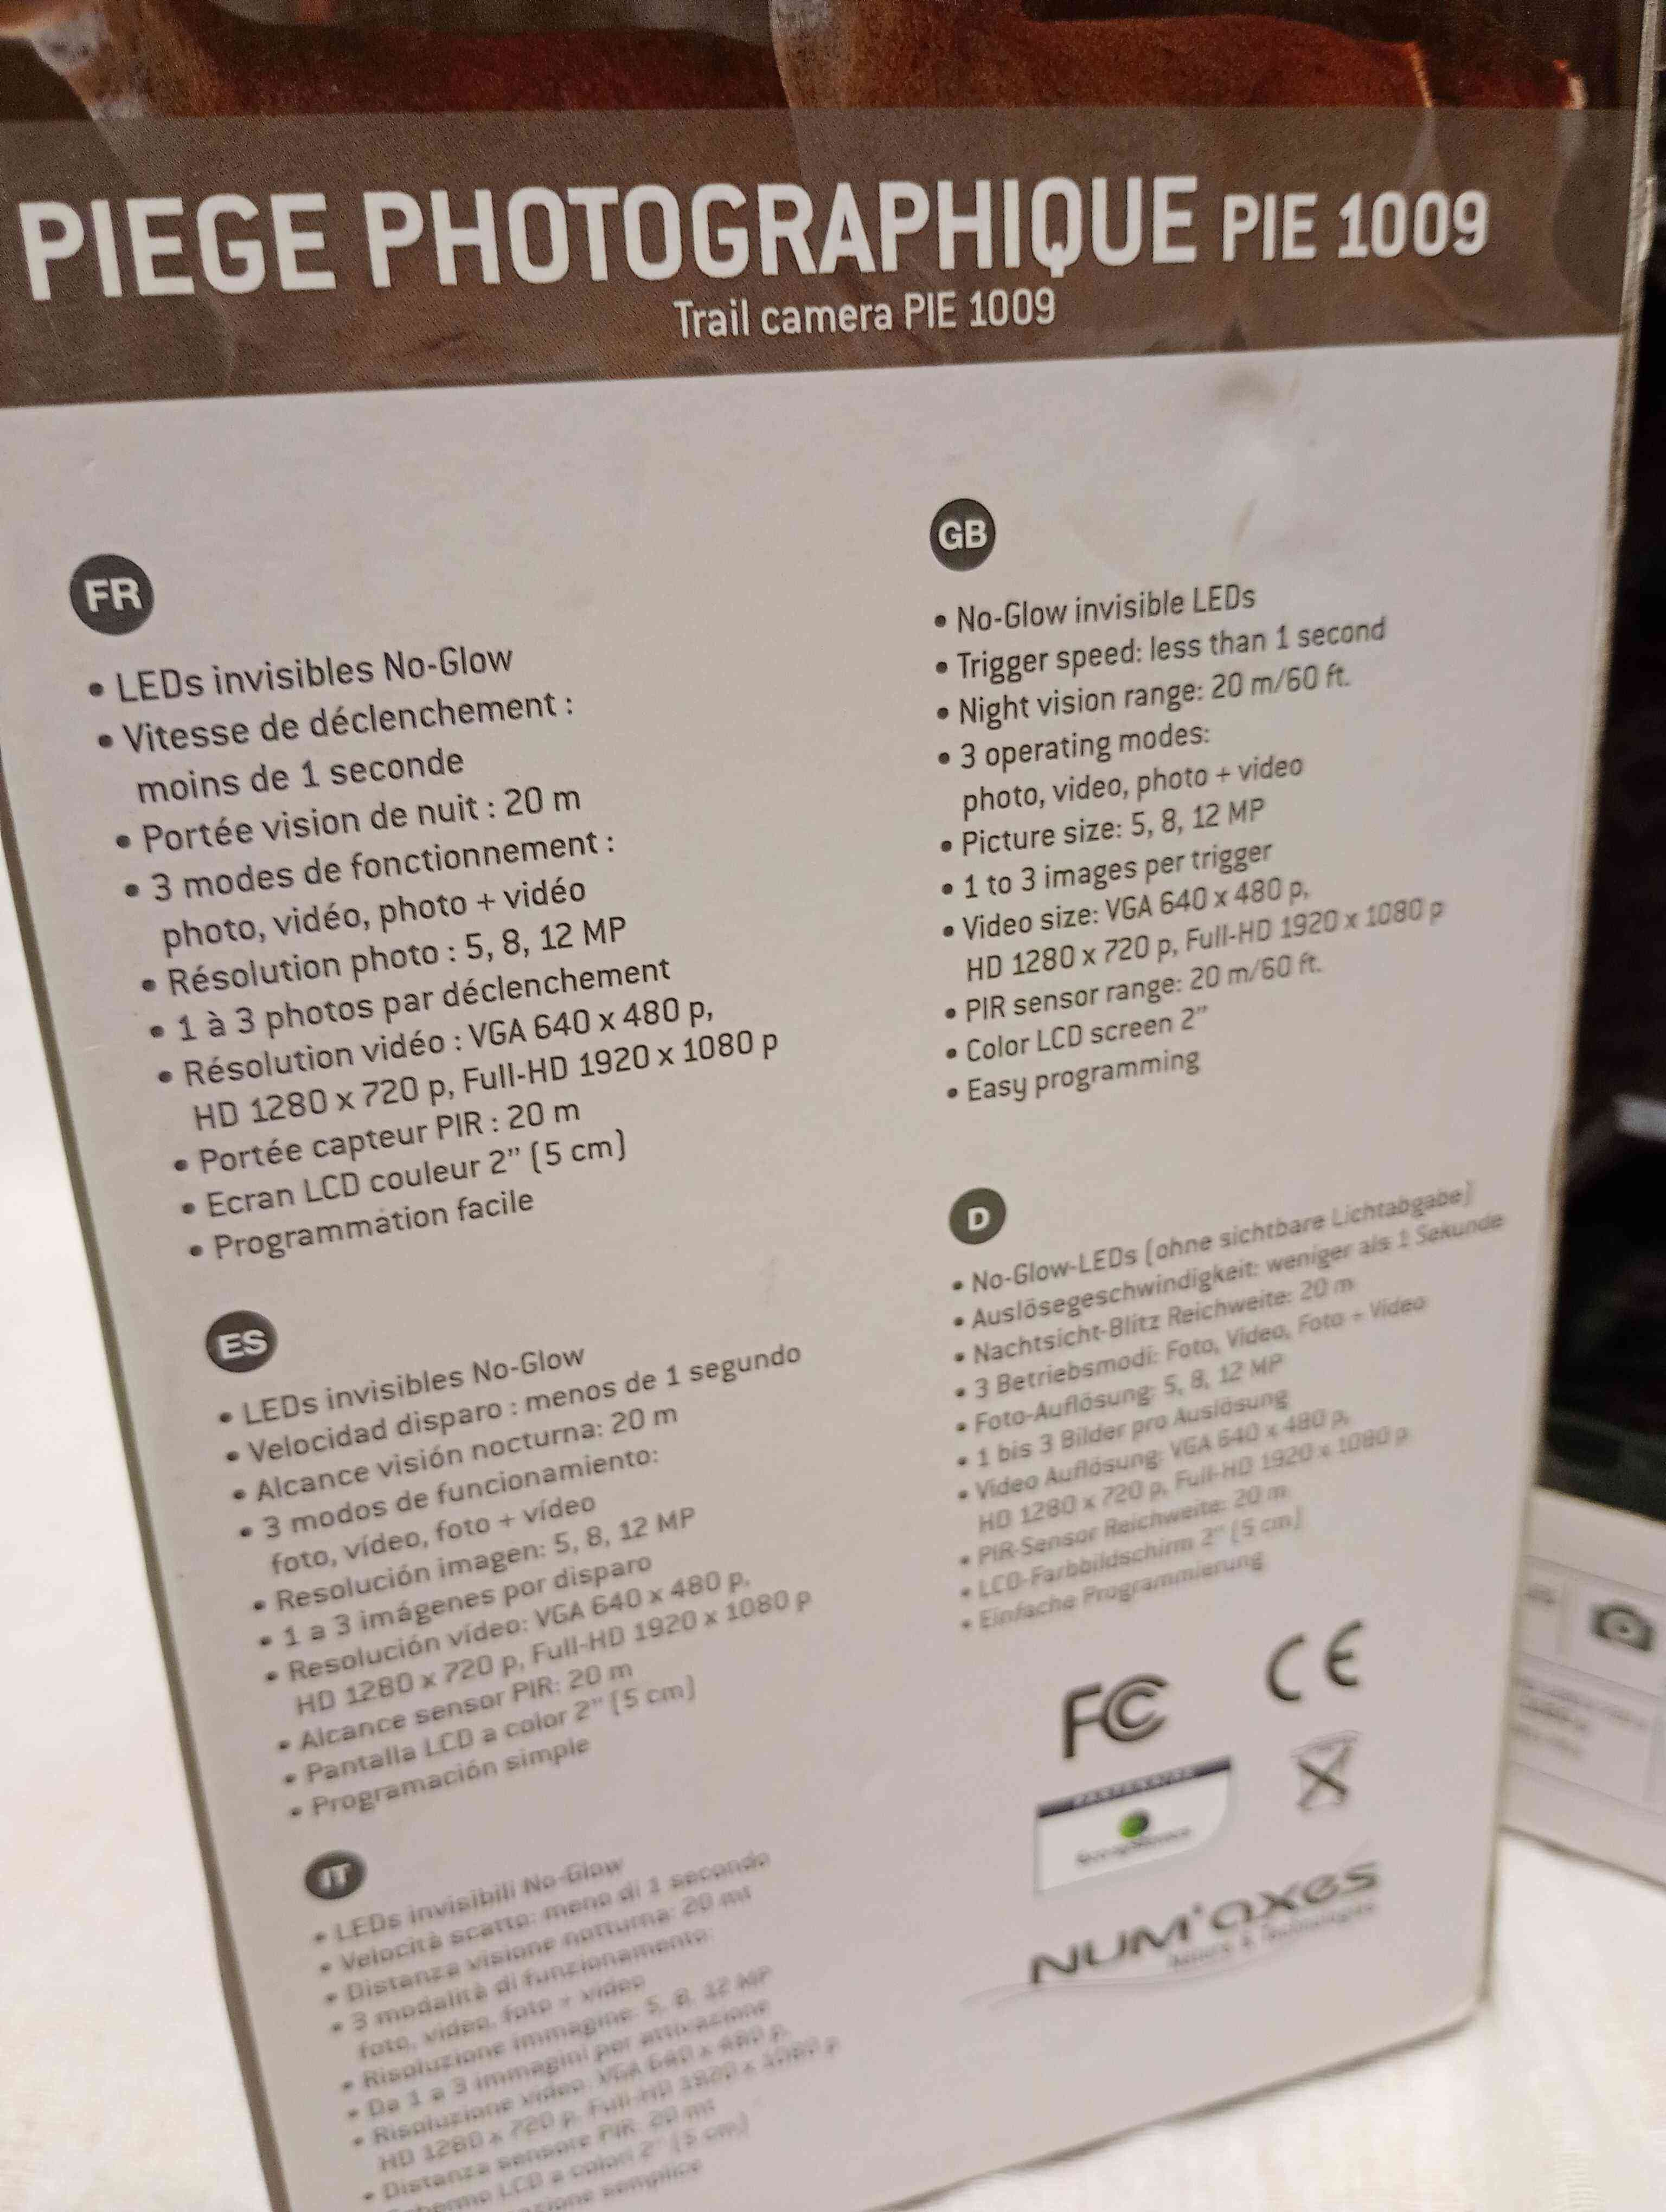 PIEGE PHOTOGRAPHIQUE PIE 1009
Trail camera PIE 1009
FR
• LEDs invisibles No-Glow
• Vitesse de déclenchement :
moins de 1 seconde
• Portée vision de nuit : 20 m
• 3 modes de fonctionnement :
photo, vidéo, photo + vidéo
• Résolution photo : 5, 8, 12 MP
• 1 à 3 photos par déclenchement
• Résolution vidéo : VGA 640 x 480 p,
HD 1280 x 720 p, Full-HD 1920 x 1080 p
• Portée capteur PIR : 20 m
• Ecran LCD couleur 2” (5 cm)
• Programmation facile
GB
• No-Glow invisible LEDs
• Trigger speed: less than 1 second
• Night vision range: 20 m/60 ft.
• 3 operating modes:
photo, video, photo + video
• Picture size: 5, 8, 12 MP
• 1 to 3 images per trigger
• Video size: VGA 640 x 480 p,
HD 1280 x 720 p, Full-HD 1920 x 1080 p
• PIR sensor range: 20 m/60 ft.
• Color LCD screen 2”
• Easy programming
ES
• LEDs invisibles No-Glow
• Velocidad disparo : menos de 1 segundo
• Alcance visión nocturna: 20 m
• 3 modos de funcionamiento:
foto, vídeo, foto + vídeo
• Resolución imagen: 5, 8, 12 MP
• 1 a 3 imágenes por disparo
• Resolución vídeo: VGA 640 x 480 p,
HD 1280 x 720 p, Full-HD 1920 x 1080 p
• Alcance sensor PIR: 20 m
• Pantalla LCD a color 2” (5 cm)
• Programación simple
D
• No-Glow-LEDs (ohne sichtbare Lichtabgabe)
• Auslösegeschwindigkeit: weniger als 1 Sekunde
• Nachtsicht-Blitz Reichweite: 20 m
• 3 Betriebsmodi: Foto, Video, Foto + Video
• Foto-Auflösung: 5, 8, 12 MP
• 1 bis 3 Bilder pro Auslösung
• Video Auflösung: VGA 640 x 480 p,
HD 1280 x 720 p, Full-HD 1920 x 1080 p
• PIR-Sensor Reichweite: 20 m
• LCD-Farbbildschirm 2” (5 cm)
• Einfache Programmierung
IT
• LEDs invisibili No-Glow
• Velocità scatto: meno di 1 secondo
• Distanza visione notturna: 20 mt
• 3 modalità di funzionamento:
foto, video, foto + video
• Risoluzione immagine: 5, 8, 12 MP
• Da 1 a 3 immagini per attivazione
• Risoluzione video: VGA 640 x 480 p,
HD 1280 x 720 p, Full-HD 1920 x 1080 p
• Distanza sensore PIR: 20 mt
LCD a colori 2” (5 cm)
semplice
FC
CE
NUM'AXES